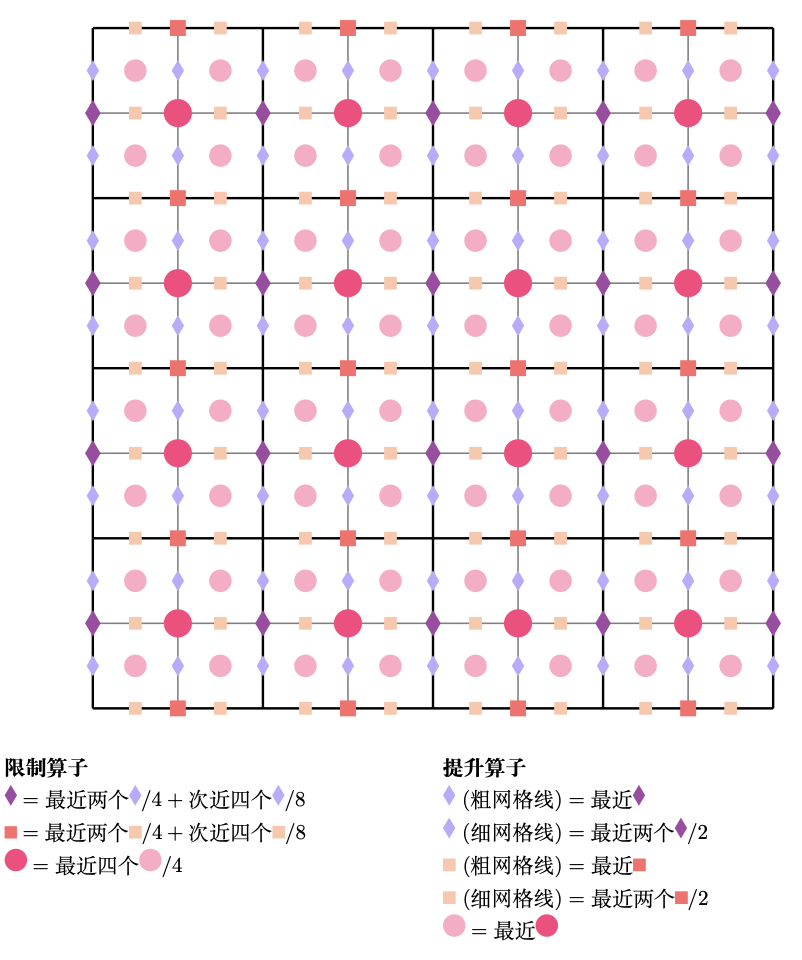 限制算子
= 最近两个/4 + 次近四个/8
= 最近两个/4 + 次近四个/8
= 最近四个/4
提升算子
(粗网格线) = 最近
(细网格线) = 最近两个/2
(粗网格线) = 最近
(细网格线) = 最近两个/2
= 最近